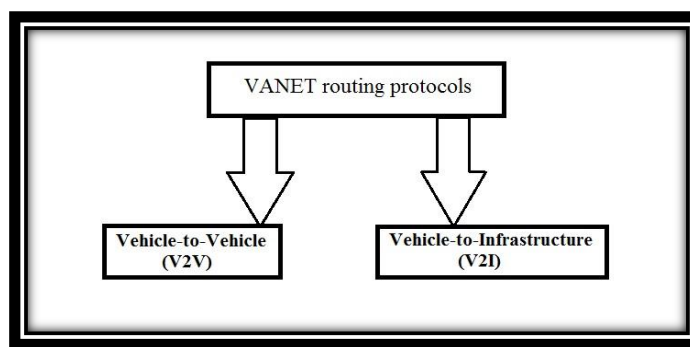 VANET routing protocols
Vehicle-to-Vehicle
(V2V)
Vehicle-to-Infrastructure
(V2I)